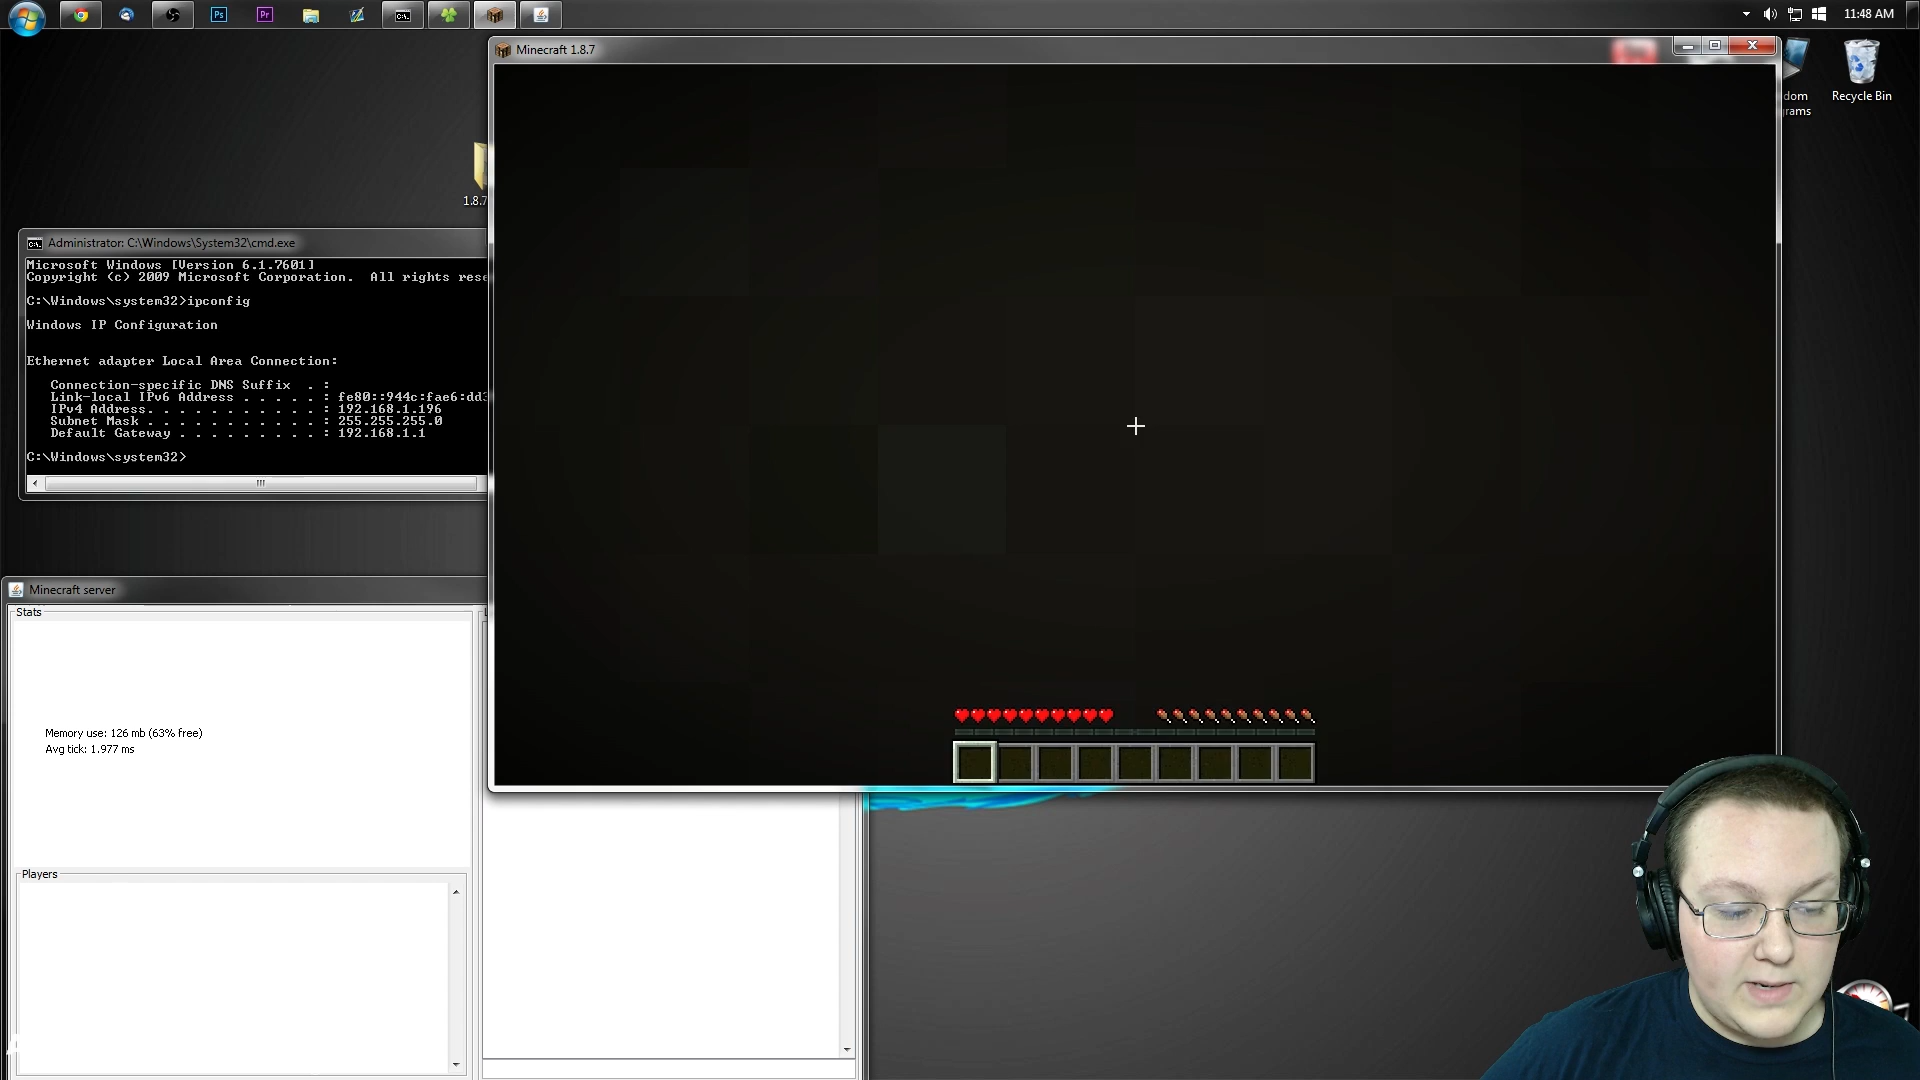 Ps
Pr
11:48 AM
Minecraft 1.8.7
Recycle Bin
dom
grams
1.8.7
Administrator: C:\Windows\System32\cmd.exe
Microsoft Windows [Version 6.1.7601]
Copyright (c) 2009 Microsoft Corporation. All rights rese
C:\Windows\system32>ipconfig
Windows IP Configuration
Ethernet adapter Local Area Connection:
Connection-specific DNS Suffix . :
Link-local IPv6 Address . . . . . : fe80::944c:fae6:dd3
IPv4 Address. . . . . . . . . . . : 192.168.1.196
Subnet Mask . . . . . . . . . . . : 255.255.255.0
Default Gateway . . . . . . . . . : 192.168.1.1
C:\Windows\system32>
Minecraft server
Stats
Memory use: 126 mb (63% free)
Avg tick: 1.977 ms
Players